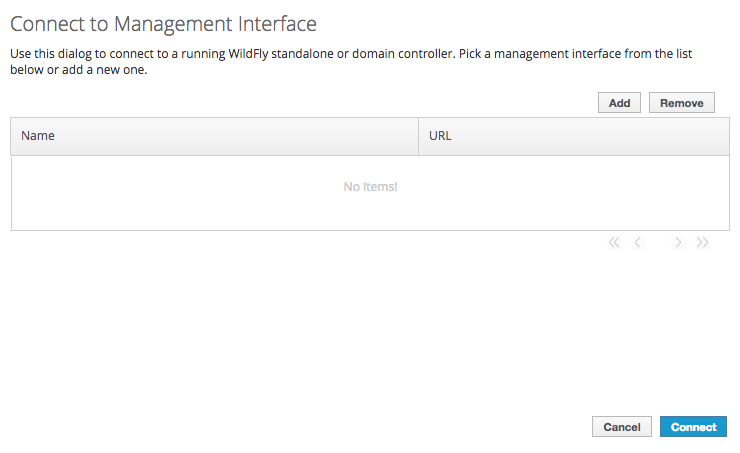 Connect to Management Interface
Use this dialog to connect to a running WildFly standalone or domain controller. Pick a management interface from the list
below or add a new one.
Add Remove
Name URL
No Items!
Cancel Connect